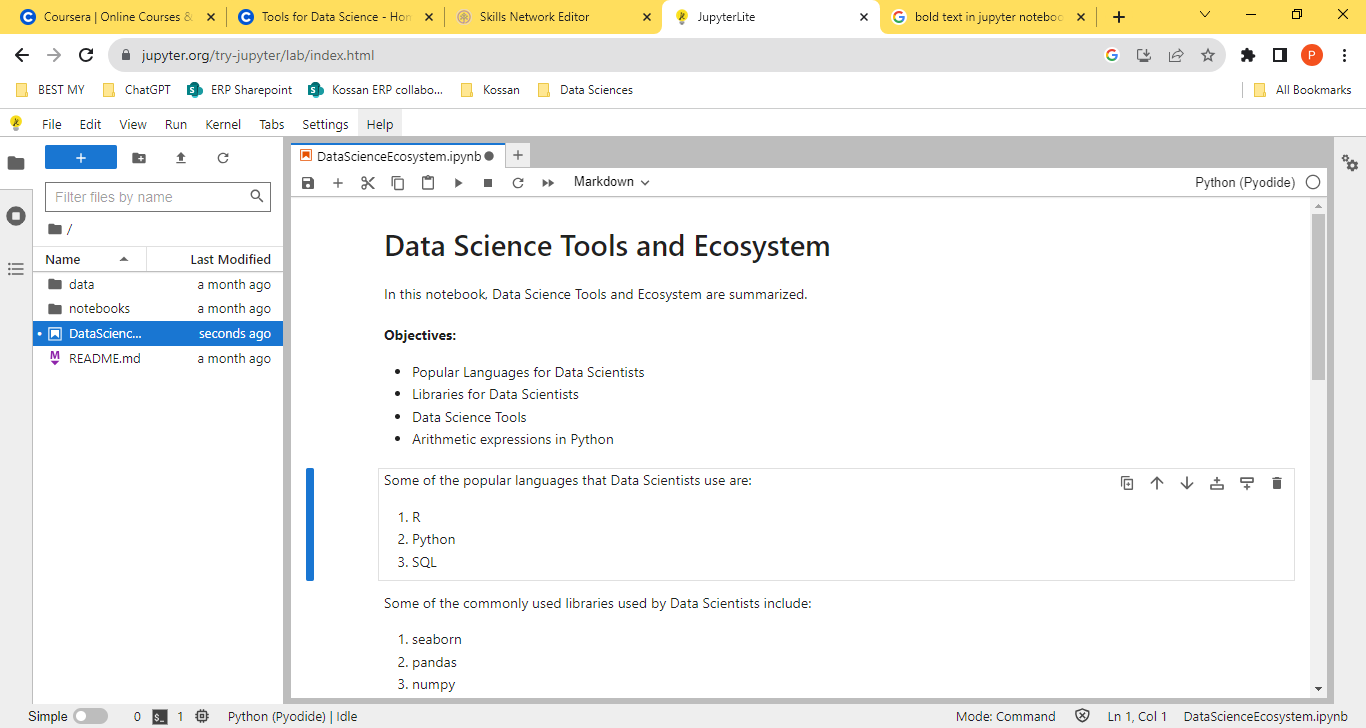 Coursera | Online Courses &
Tools for Data Science - Hon
Skills Network Editor
JupyterLite
bold text in jupyter noteboo
jupyter.org/try-jupyter/lab/index.html
P
BEST MY
ChatGPT
ERP Sharepoint
Kossan ERP collabo...
Kossan
Data Sciences
All Bookmarks
File Edit View Run Kernel Tabs Settings Help
DataScienceEcosystem.ipynb
Filter files by name
Markdown
Python (Pyodide)
/
Name Last Modified
data a month ago
notebooks a month ago
DataScienc... seconds ago
README.md a month ago
Data Science Tools and Ecosystem
In this notebook, Data Science Tools and Ecosystem are summarized.
Objectives:
• Popular Languages for Data Scientists
• Libraries for Data Scientists
• Data Science Tools
• Arithmetic expressions in Python
Some of the popular languages that Data Scientists use are:
1. R
2. Python
3. SQL
Some of the commonly used libraries used by Data Scientists include:
1. seaborn
2. pandas
3. numpy
Simple 0 1 Python (Pyodide) | Idle Mode: Command Ln 1, Col 1 DataScienceEcosystem.ipynb